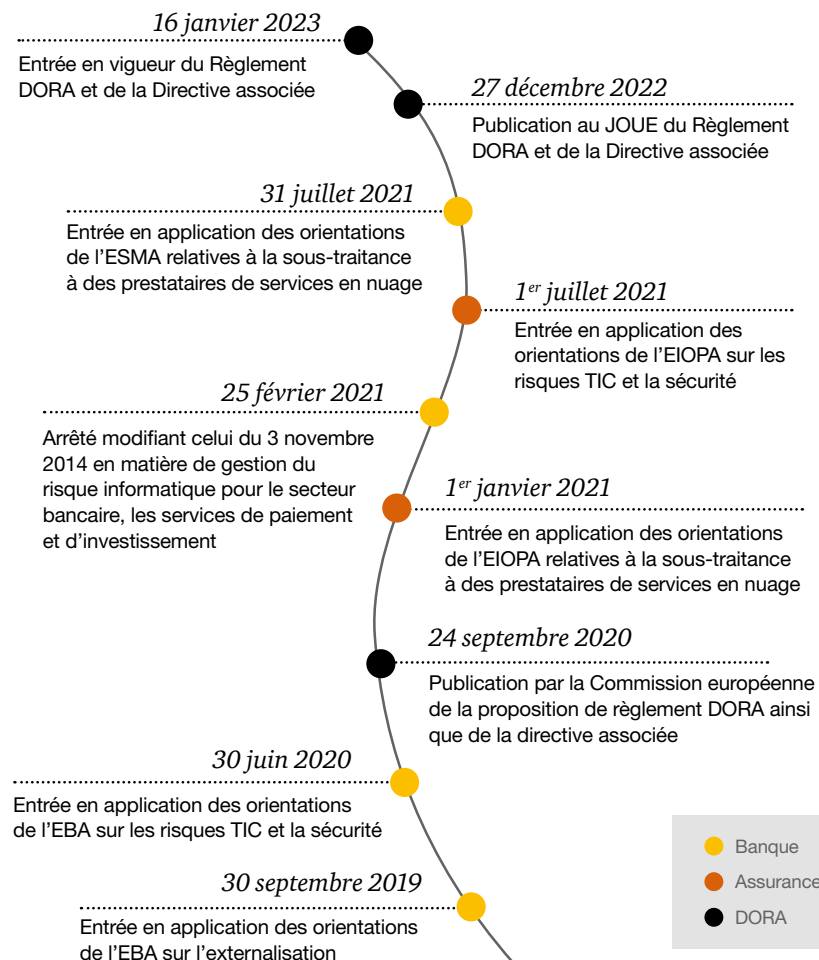 16 janvier 2023
Entrée en vigueur du Règlement
DORA et de la Directive associée
27 décembre 2022
Publication au JOUE du Règlement
DORA et de la Directive associée
31 juillet 2021
Entrée en application des orientations
de l’ESMA relatives à la sous-traitance
à des prestataires de services en nuage
1er juillet 2021
Entrée en application des
orientations de l’EIOPA sur les
risques TIC et la sécurité
25 février 2021
Arrêté modifiant celui du 3 novembre
2014 en matière de gestion du
risque informatique pour le secteur
bancaire, les services de paiement
et d’investissement
1er janvier 2021
Entrée en application des orientations
de l’EIOPA relatives à la sous-traitance
à des prestataires de services en nuage
24 septembre 2020
Publication par la Commission européenne
de la proposition de règlement DORA ainsi
que de la directive associée
30 juin 2020
Entrée en application des orientations
de l’EBA sur les risques TIC et la sécurité
30 septembre 2019
Entrée en application des orientations
de l’EBA sur l’externalisation
Banque
Assurance
DORA